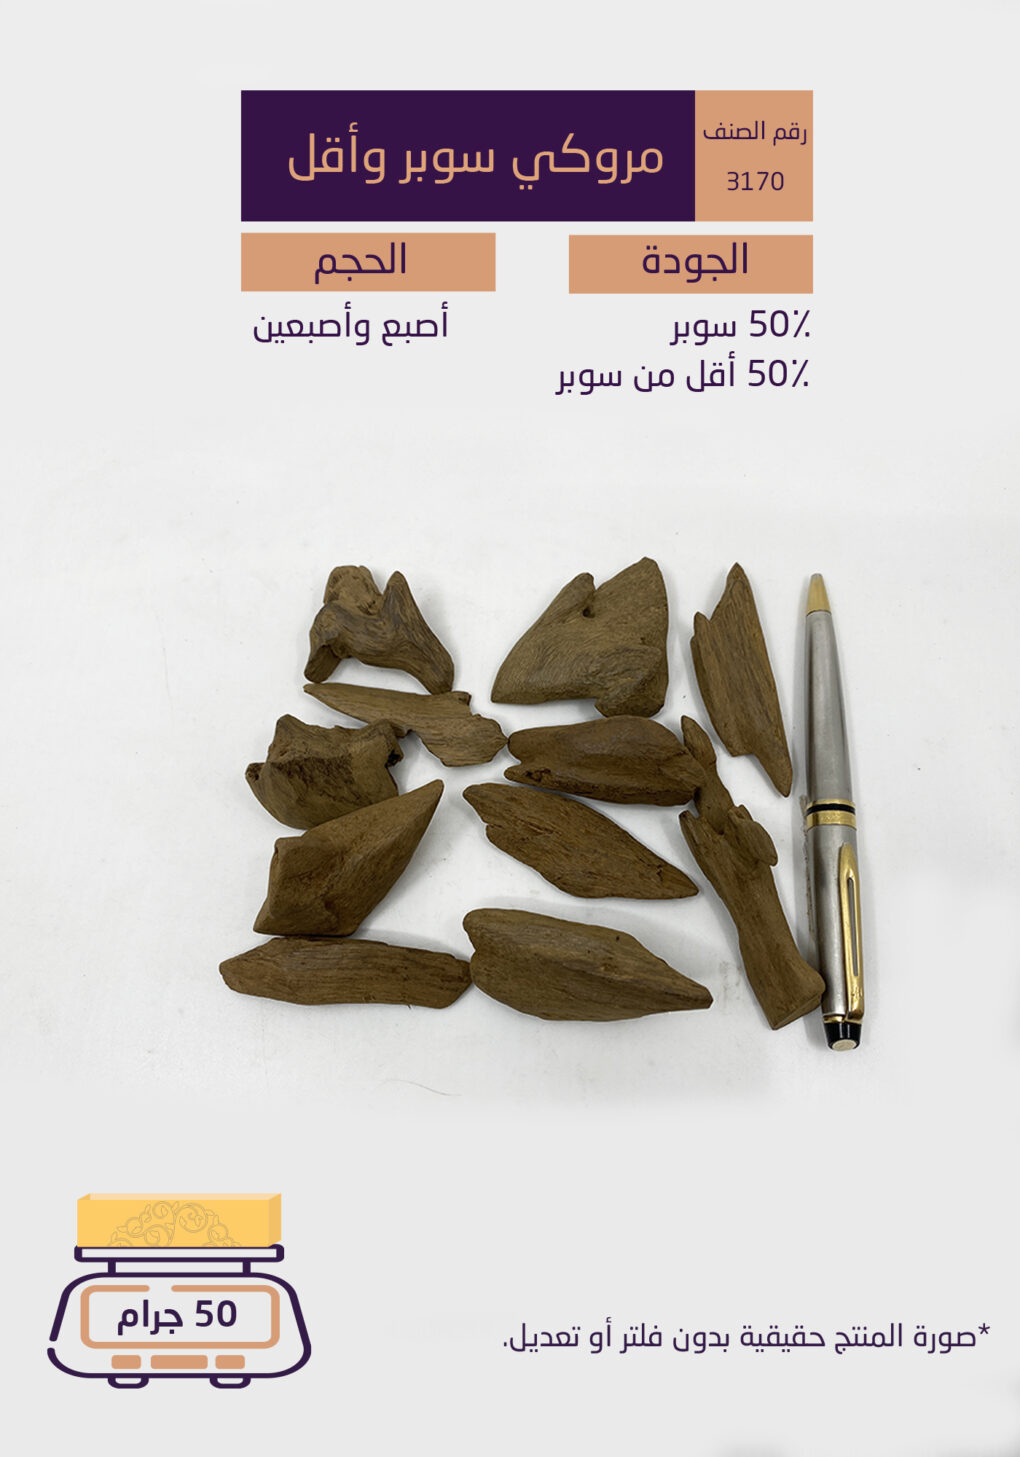 رقم الصنف
3170
مروكي سوبر وأقل
الجودة
50٪ سوبر
50٪ أقل من سوبر
الحجم
أصبع وأصبعين
50 جرام
*صورة المنتج حقيقية بدون فلتر أو تعديل.